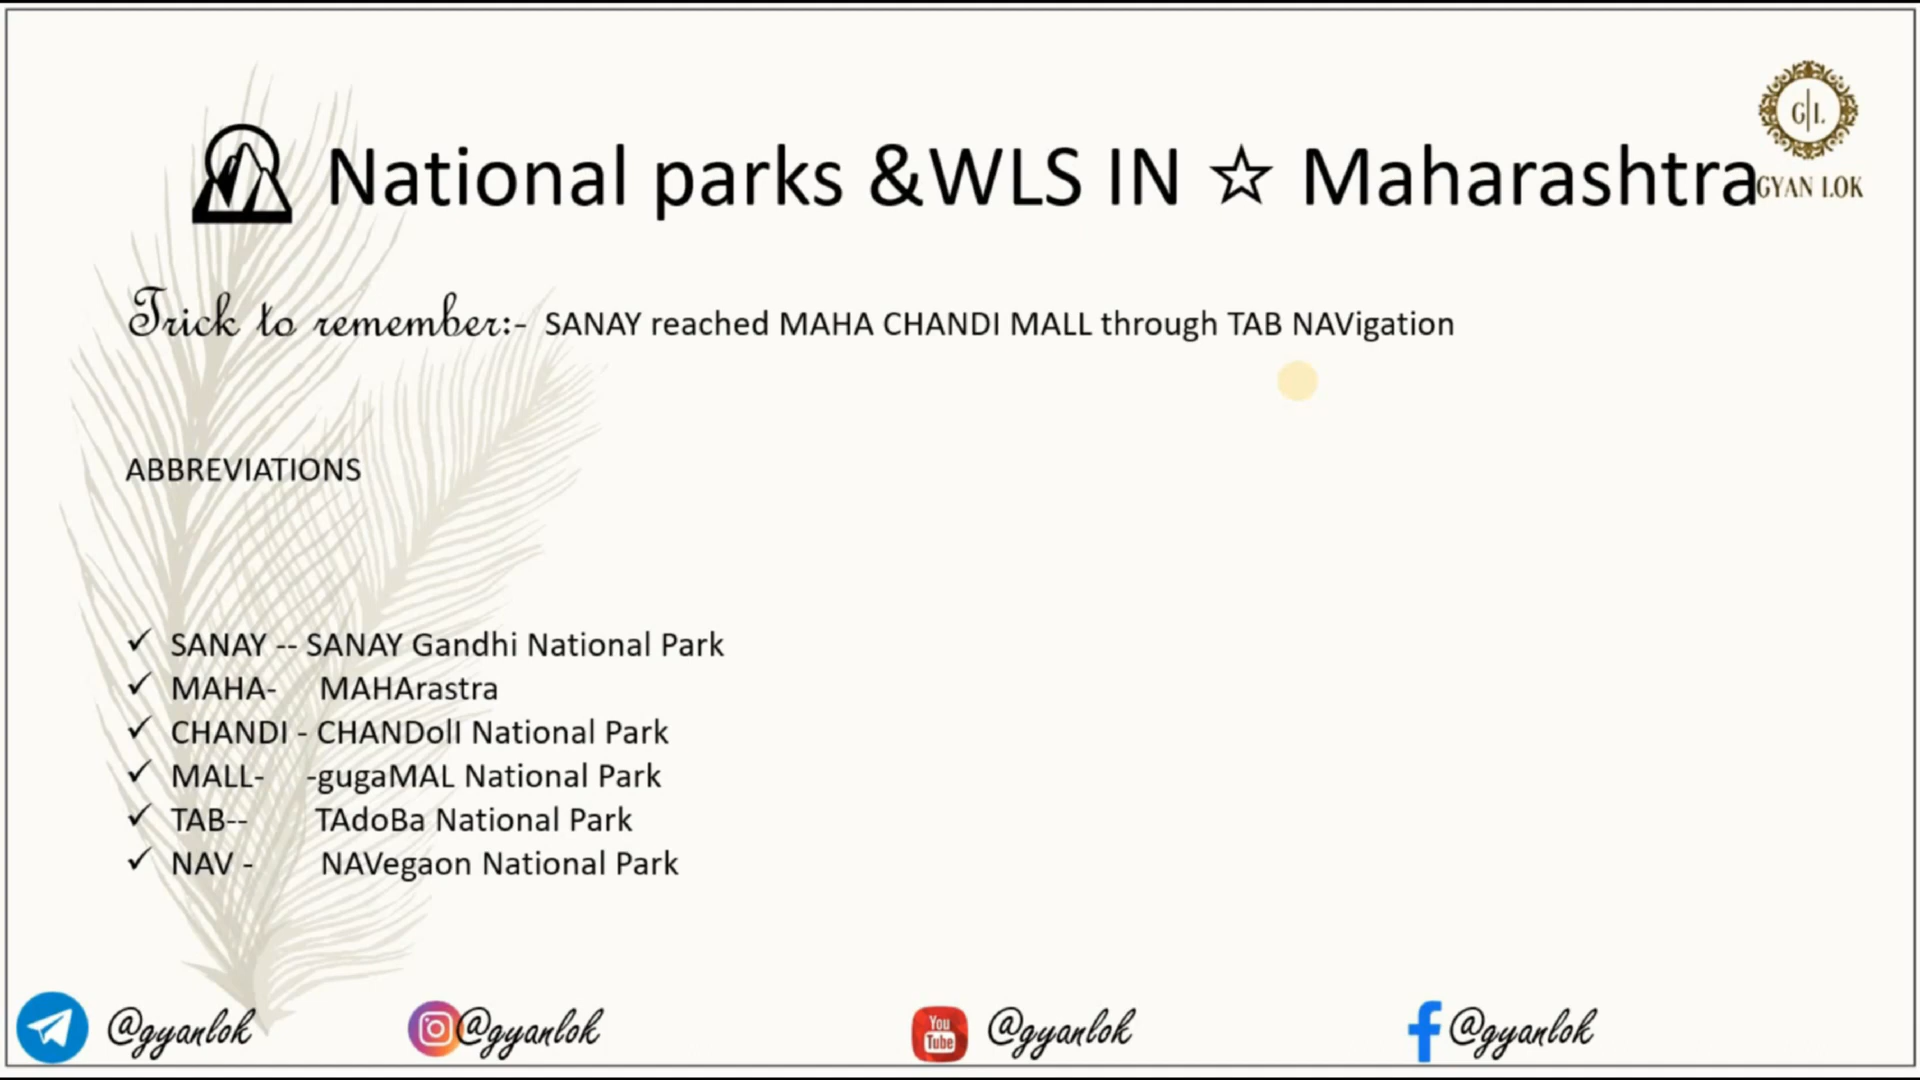 National parks &WLS IN ☆ Maharashtra
G|L
GYAN LOK
Trick to remember:- SANAY reached MAHA CHANDI MALL through TAB NAVigation
ABBREVIATIONS
✓ SANAY -- SANAY Gandhi National Park
✓ MAHA- MAHArastra
✓ CHANDI - CHANDolI National Park
✓ MALL- -gugaMAL National Park
✓ TAB-- TAdoBa National Park
✓ NAV - NAVegaon National Park
@gyanlok @gyanlok You Tube @gyanlok @gyanlok